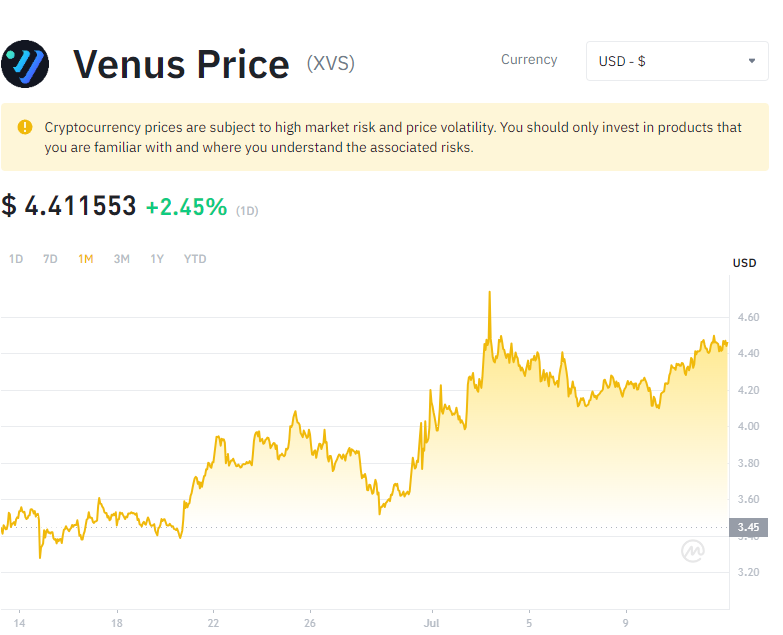 Venus Price (XVS)
Currency
USD - $
Cryptocurrency prices are subject to high market risk and price volatility. You should only invest in products that
you are familiar with and where you understand the associated risks.
$ 4.411553 +2.45% (1D)
1D 7D 1M 3M 1Y YTD
USD
4.60
4.40
4.20
4.00
3.80
3.60
3.45
3.40
3.20
14 18 22 26 Jul 5 9